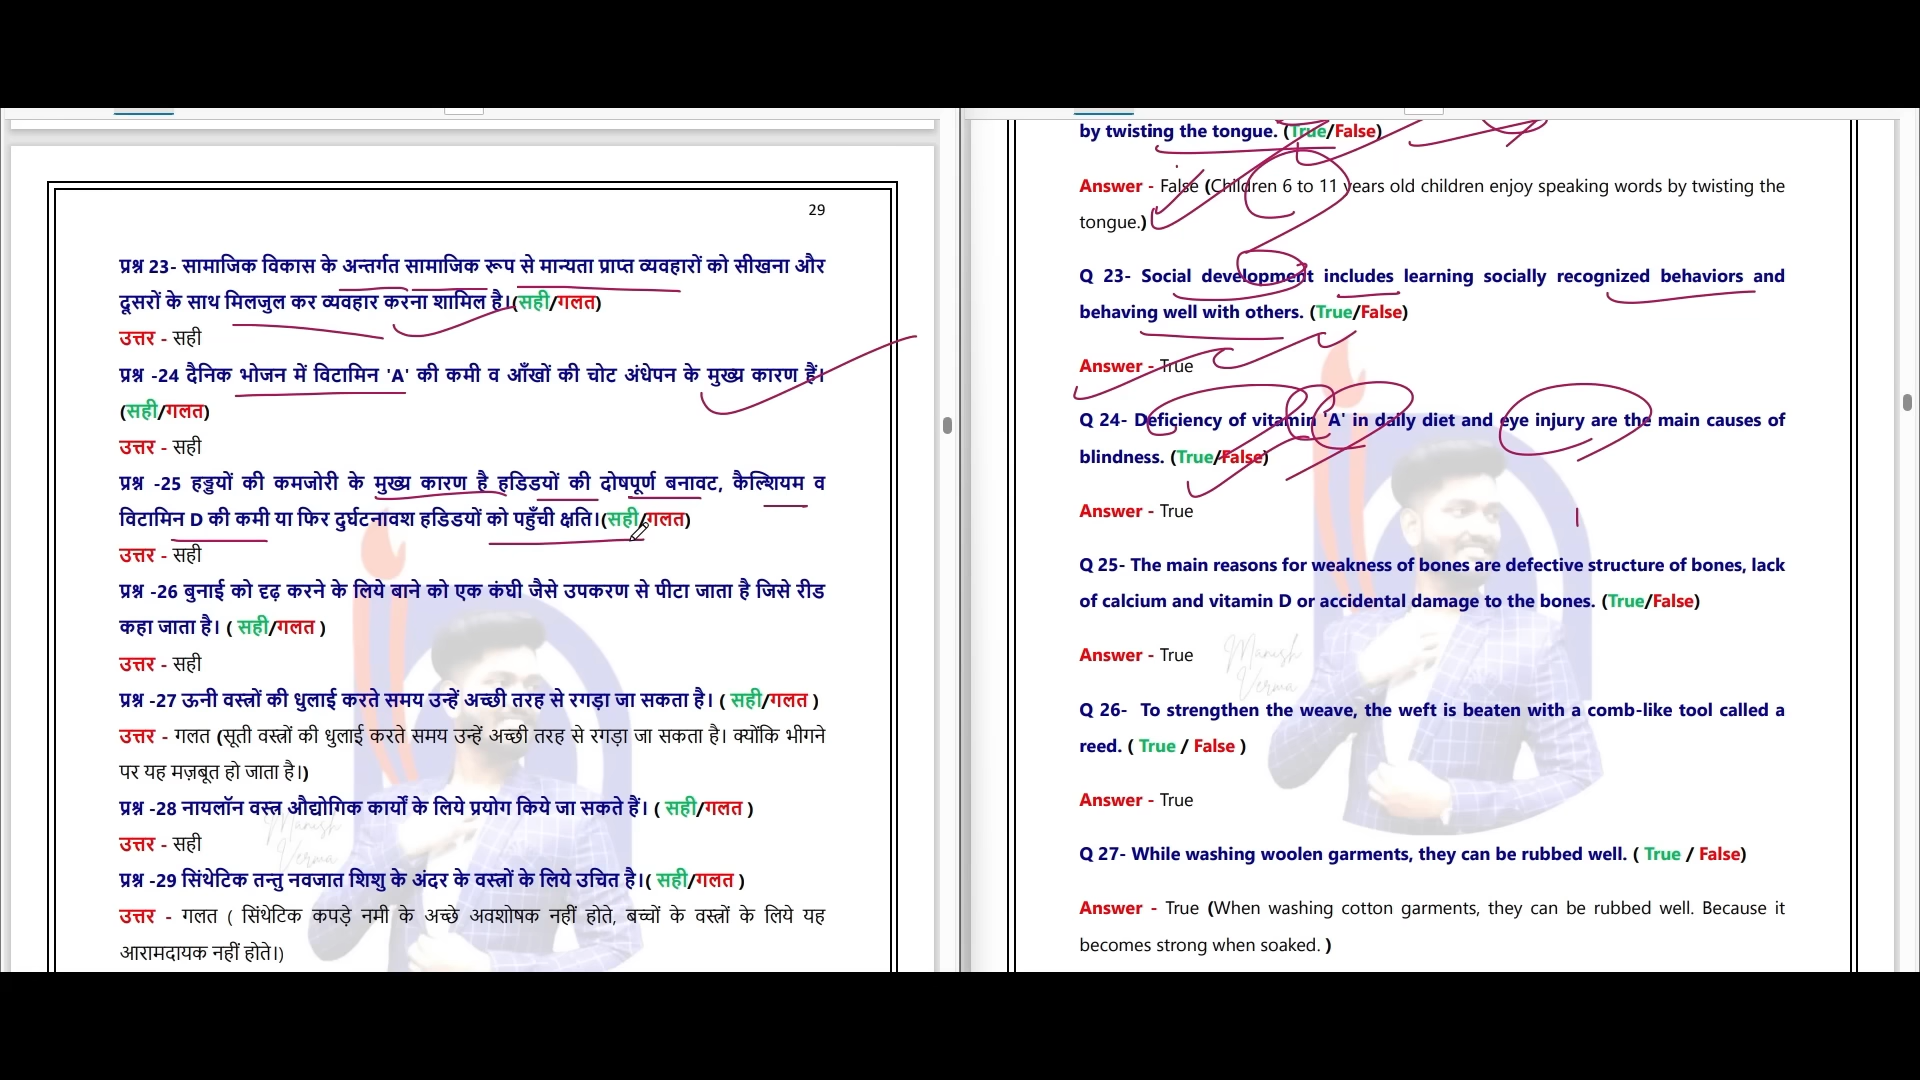 29
प्रश्न 23- सामाजिक विकास के अन्तर्गत सामाजिक रूप से मान्यता प्राप्त व्यवहारों को सीखना और
दूसरों के साथ मिलजुल कर व्यवहार करना शामिल है।(सही/गलत)
उत्तर - सही
प्रश्न -24 दैनिक भोजन में विटामिन 'A' की कमी व आँखों की चोट अंधेपन के मुख्य कारण हैं।
(सही/गलत)
उत्तर - सही
प्रश्न -25 हड्डयों की कमजोरी के मुख्य कारण है हडिडयों की दोषपूर्ण बनावट, कैल्शियम व
विटामिन D की कमी या फिर दुर्घटनावश हडिडयों को पहुँची क्षति।(सही/गलत)
उत्तर - सही
प्रश्न -26 बुनाई को दृढ़ करने के लिये बाने को एक कंघी जैसे उपकरण से पीटा जाता है जिसे रीड
कहा जाता है। ( सही/गलत )
उत्तर - सही
प्रश्न -27 ऊनी वस्त्रों की धुलाई करते समय उन्हें अच्छी तरह से रगड़ा जा सकता है। ( सही/गलत )
उत्तर - गलत (सूती वस्त्रों की धुलाई करते समय उन्हें अच्छी तरह से रगड़ा जा सकता है। क्योंकि भीगने
पर यह मज़बूत हो जाता है।)
प्रश्न -28 नायलॉन वस्त्र औद्योगिक कार्यों के लिये प्रयोग किये जा सकते हैं। ( सही/गलत )
उत्तर - सही
प्रश्न -29 सिंथेटिक तन्तु नवजात शिशु के अंदर के वस्त्रों के लिये उचित है।( सही/गलत )
उत्तर - गलत ( सिंथेटिक कपड़े नमी के अच्छे अवशोषक नहीं होते, बच्चों के वस्त्रों के लिये यह
आरामदायक नहीं होते।)
Manish
Verma
by twisting the tongue. (True/False)
Answer - False (Children 6 to 11 years old children enjoy speaking words by twisting the
tongue.)
Q 23- Social development includes learning socially recognized behaviors and
behaving well with others. (True/False)
Answer - True
Q 24- Deficiency of vitamin 'A' in daily diet and eye injury are the main causes of
blindness. (True/False)
Answer - True
Q 25- The main reasons for weakness of bones are defective structure of bones, lack
of calcium and vitamin D or accidental damage to the bones. (True/False)
Answer - True
Q 26- To strengthen the weave, the weft is beaten with a comb-like tool called a
reed. ( True / False )
Answer - True
Q 27- While washing woolen garments, they can be rubbed well. ( True / False)
Answer - True (When washing cotton garments, they can be rubbed well. Because it
becomes strong when soaked. )
Manish
Verma